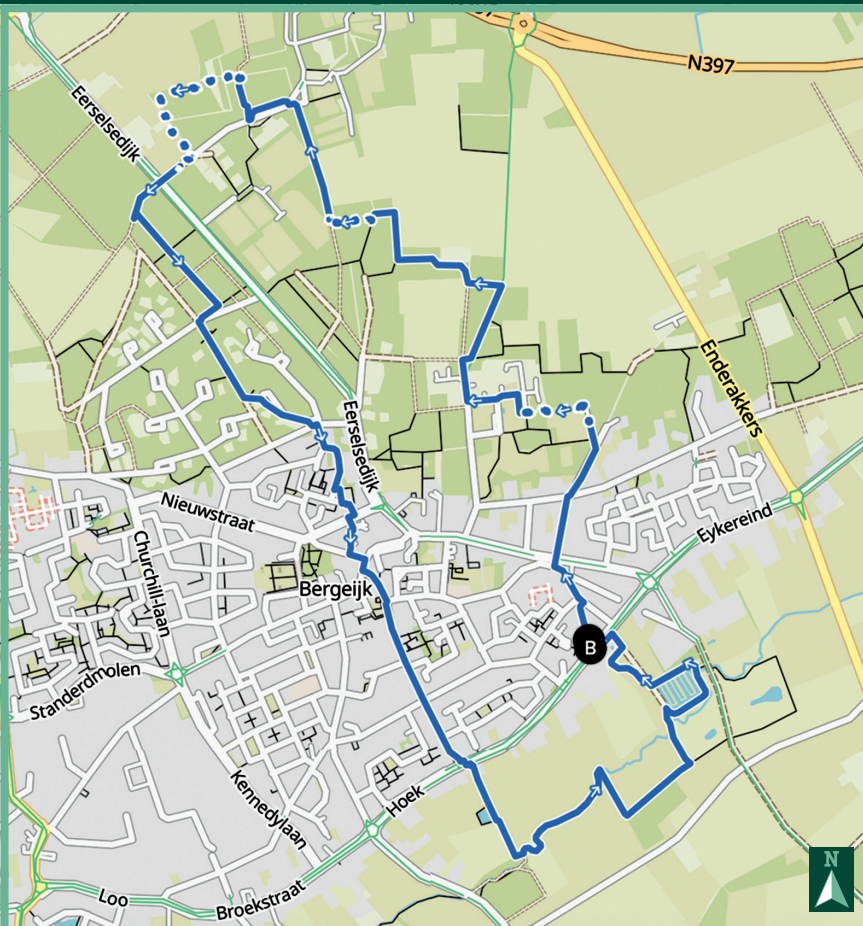 N397
Eerselsedijk
Enderakkers
Eerselsedijk
Nieuwstraat
Eykereind
Churchill-laan
Bergeijk
B
Standerdmolen
Kennedylaan
Hoek
Loo
Broekstraat
N